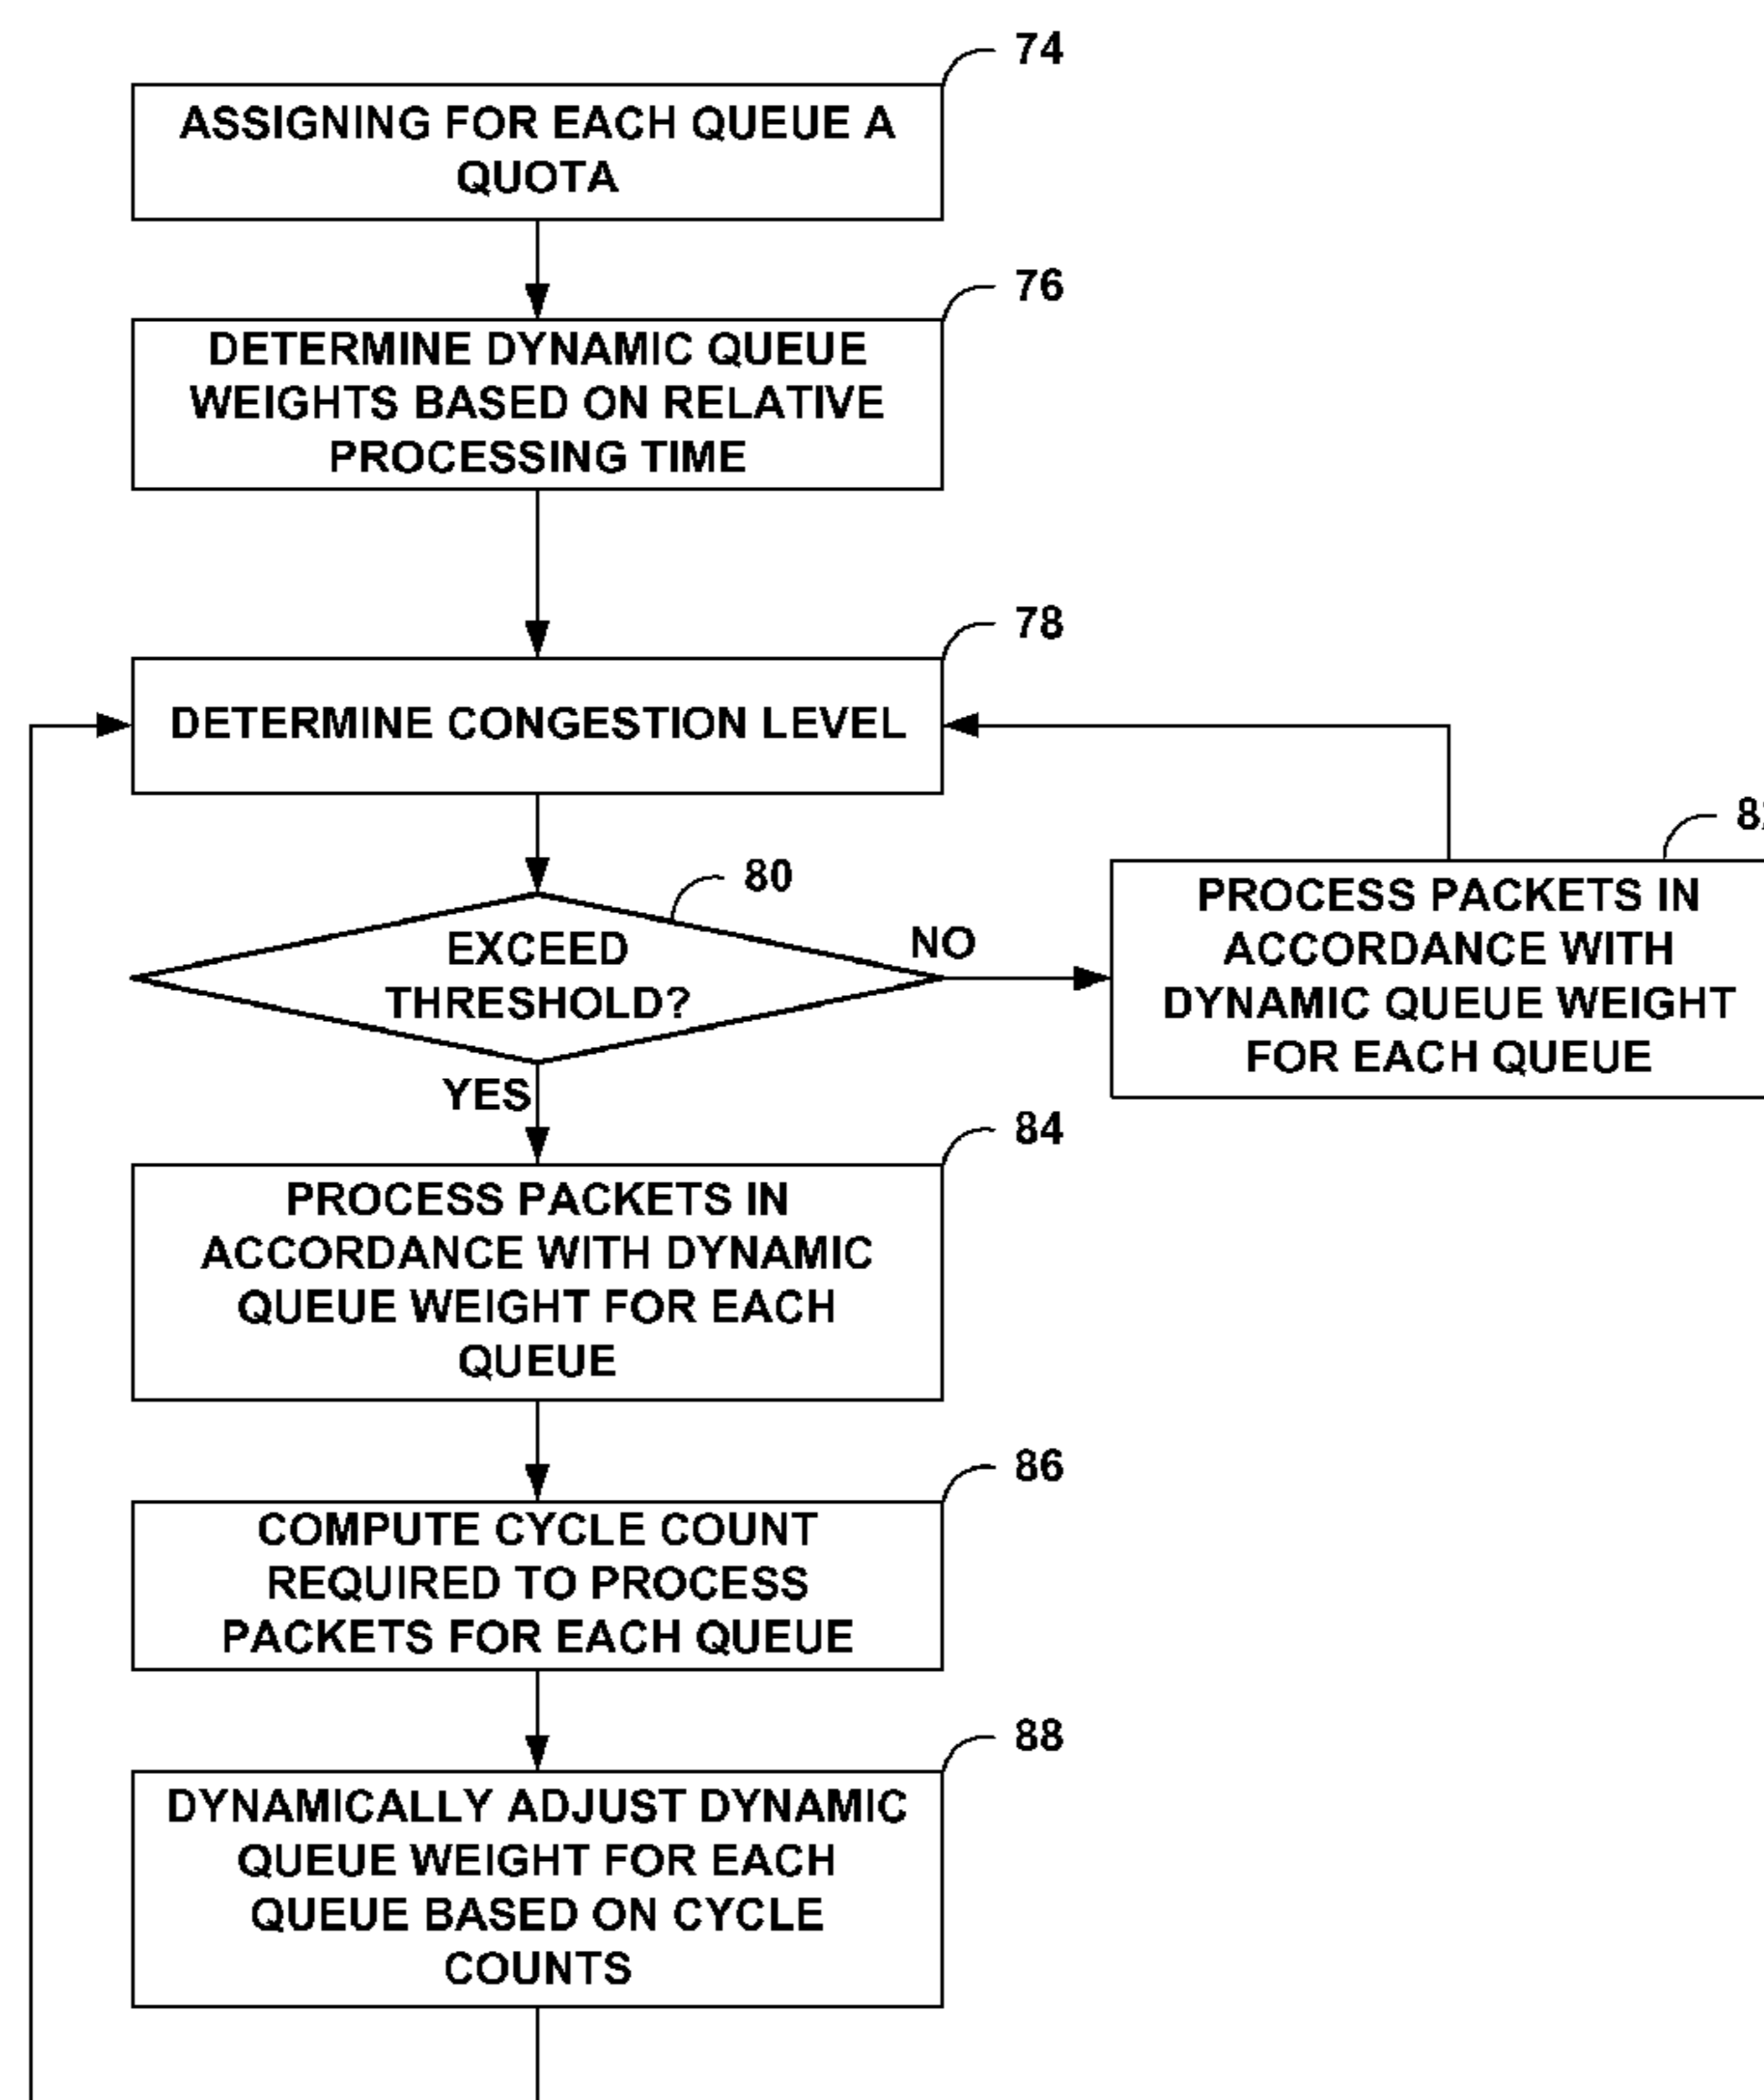 74
ASSIGNING FOR EACH QUEUE A
QUOTA
76
DETERMINE DYNAMIC QUEUE
WEIGHTS BASED ON RELATIVE
PROCESSING TIME
78
DETERMINE CONGESTION LEVEL
80
EXCEED
THRESHOLD?
NO
YES
PROCESS PACKETS IN
ACCORDANCE WITH
DYNAMIC QUEUE WEIGHT
FOR EACH QUEUE
84
PROCESS PACKETS IN
ACCORDANCE WITH DYNAMIC
QUEUE WEIGHT FOR EACH
QUEUE
86
COMPUTE CYCLE COUNT
REQUIRED TO PROCESS
PACKETS FOR EACH QUEUE
88
DYNAMICALLY ADJUST DYNAMIC
QUEUE WEIGHT FOR EACH
QUEUE BASED ON CYCLE
COUNTS